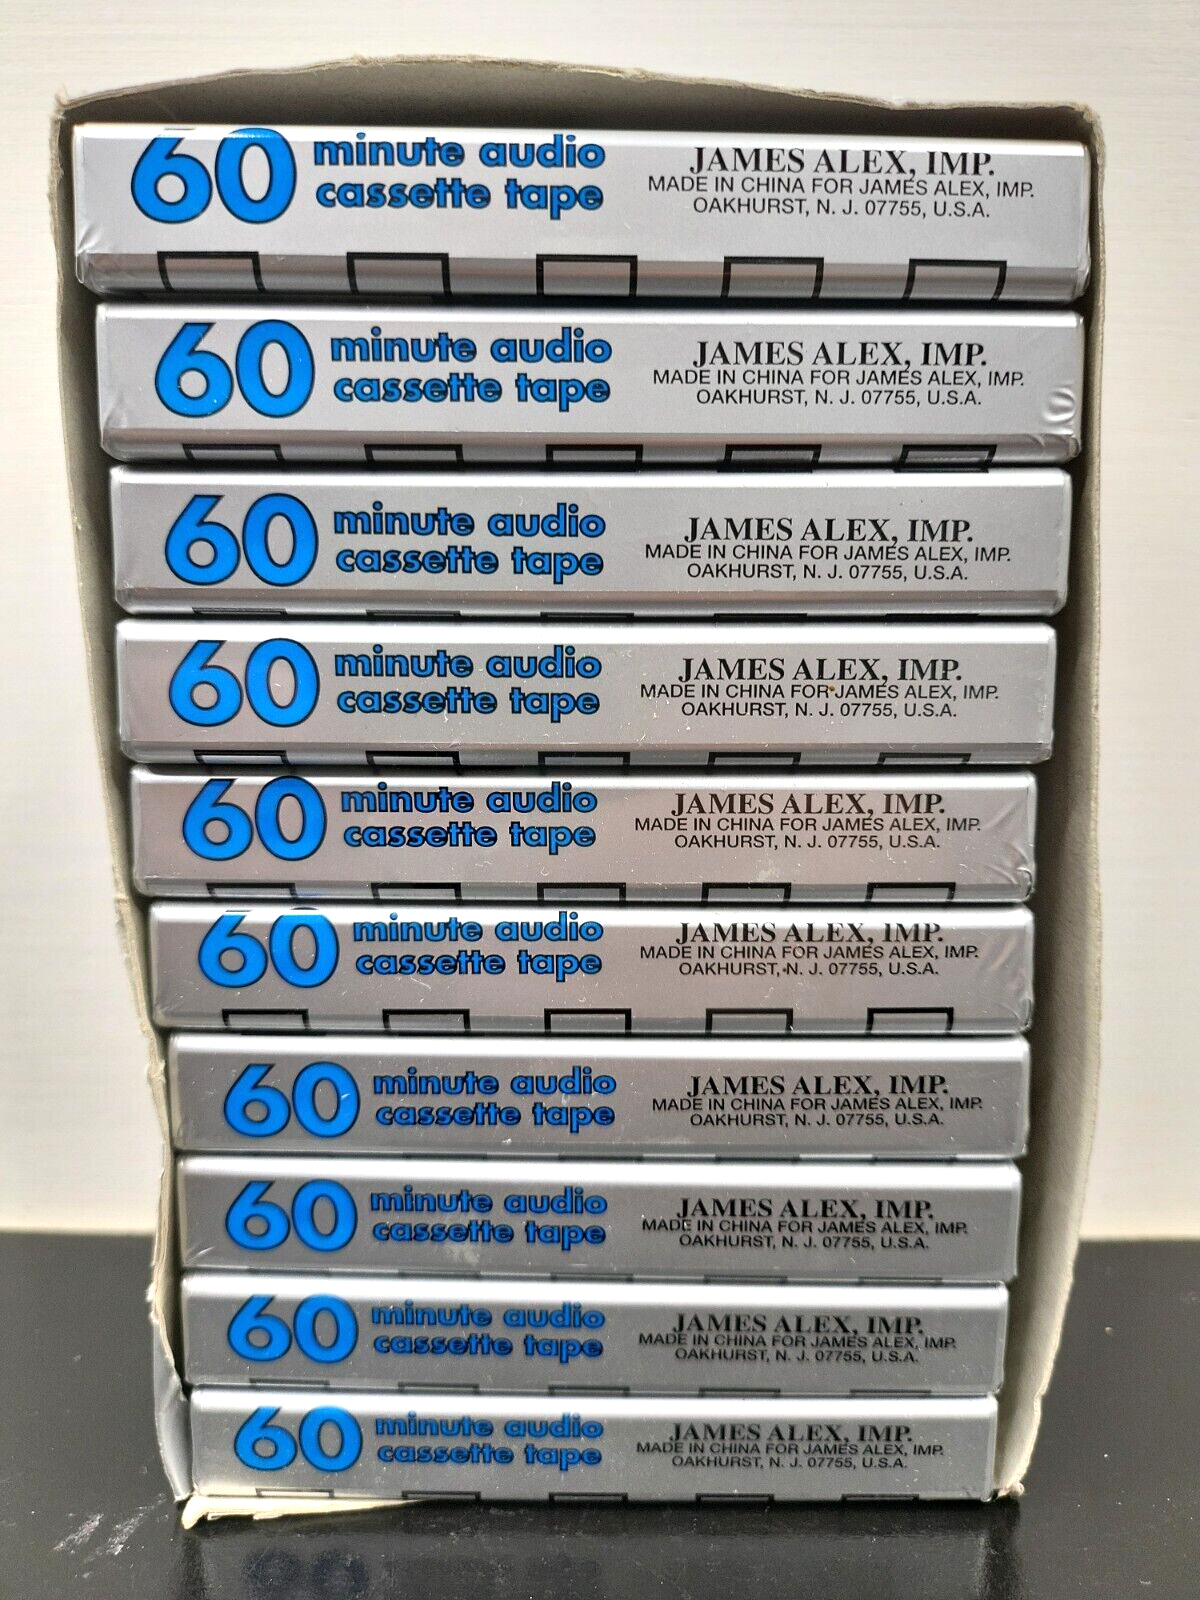 60 minute audio
cassette tape
JAMES ALEX, IMP.
MADE IN CHINA FOR JAMES ALEX, IMP.
OAKHURST, N. J. 07755, U.S.A.
60 minute audio
cassette tape
JAMES ALEX, IMP.
MADE IN CHINA FOR JAMES ALEX, IMP.
OAKHURST, N. J. 07755, U.S.A.
60 minute audio
cassette tape
JAMES ALEX, IMP.
MADE IN CHINA FOR JAMES ALEX, IMP.
OAKHURST, N. J. 07755, U.S.A.
60 minute audio
cassette tape
JAMES ALEX, IMP.
MADE IN CHINA FOR JAMES ALEX, IMP.
OAKHURST, N. J. 07755, U.S.A.
60 minute audio
cassette tape
JAMES ALEX, IMP.
MADE IN CHINA FOR JAMES ALEX, IMP.
OAKHURST, N. J. 07755, U.S.A.
60 minute audio
cassette tape
JAMES ALEX, IMP.
MADE IN CHINA FOR JAMES ALEX, IMP.
OAKHURST, N. J. 07755, U.S.A.
60 minute audio
cassette tape
JAMES ALEX, IMP.
MADE IN CHINA FOR JAMES ALEX, IMP.
OAKHURST, N. J. 07755, U.S.A.
60 minute audio
cassette tape
JAMES ALEX, IMP.
MADE IN CHINA FOR JAMES ALEX, IMP.
OAKHURST, N. J. 07755, U.S.A.
60 minute audio
cassette tape
JAMES ALEX, IMP.
MADE IN CHINA FOR JAMES ALEX, IMP.
OAKHURST, N. J. 07755, U.S.A.
60 minute audio
cassette tape
JAMES ALEX, IMP.
MADE IN CHINA FOR JAMES ALEX, IMP.
OAKHURST, N. J. 07755, U.S.A.